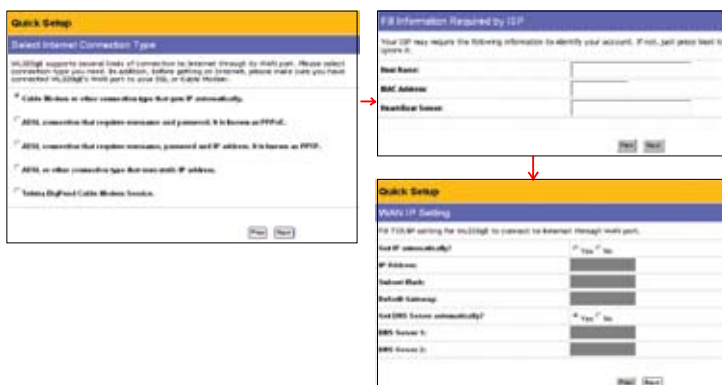 Quick Setup
Select Internet Connection Type
WL520gE supports several kinds of connection to Internet through its WAN port. Please select
connection type you need. In addition, before getting on Internet, please make sure you have
connected WL520gE's WAN port to your DSL or Cable Modem.
Cable Modem or other connection type that gets IP automatically.
ADSL connection that requires username and password. It is known as PPPoE.
ADSL connection that requires username, password and IP address. It is known as PPTP.
ADSL or other connection type that uses static IP address.
Telstra BigPond Cable Modem Service.
Prev Next
Fill Information Required by ISP
Your ISP may require the following information to identify your account. If not, just press Next to
ignore it.
Host Name:
MAC Address:
Heartbeat Server:
Prev Next
Quick Setup
WAN IP Setting
Fill TCP/IP setting for WL520gE to connect to Internet through WAN port.
Get IP automatically? Yes No
IP Address:
Subnet Mask:
Default Gateway:
Get DNS Server automatically? Yes No
DNS Server 1:
DNS Server 2:
Prev Next